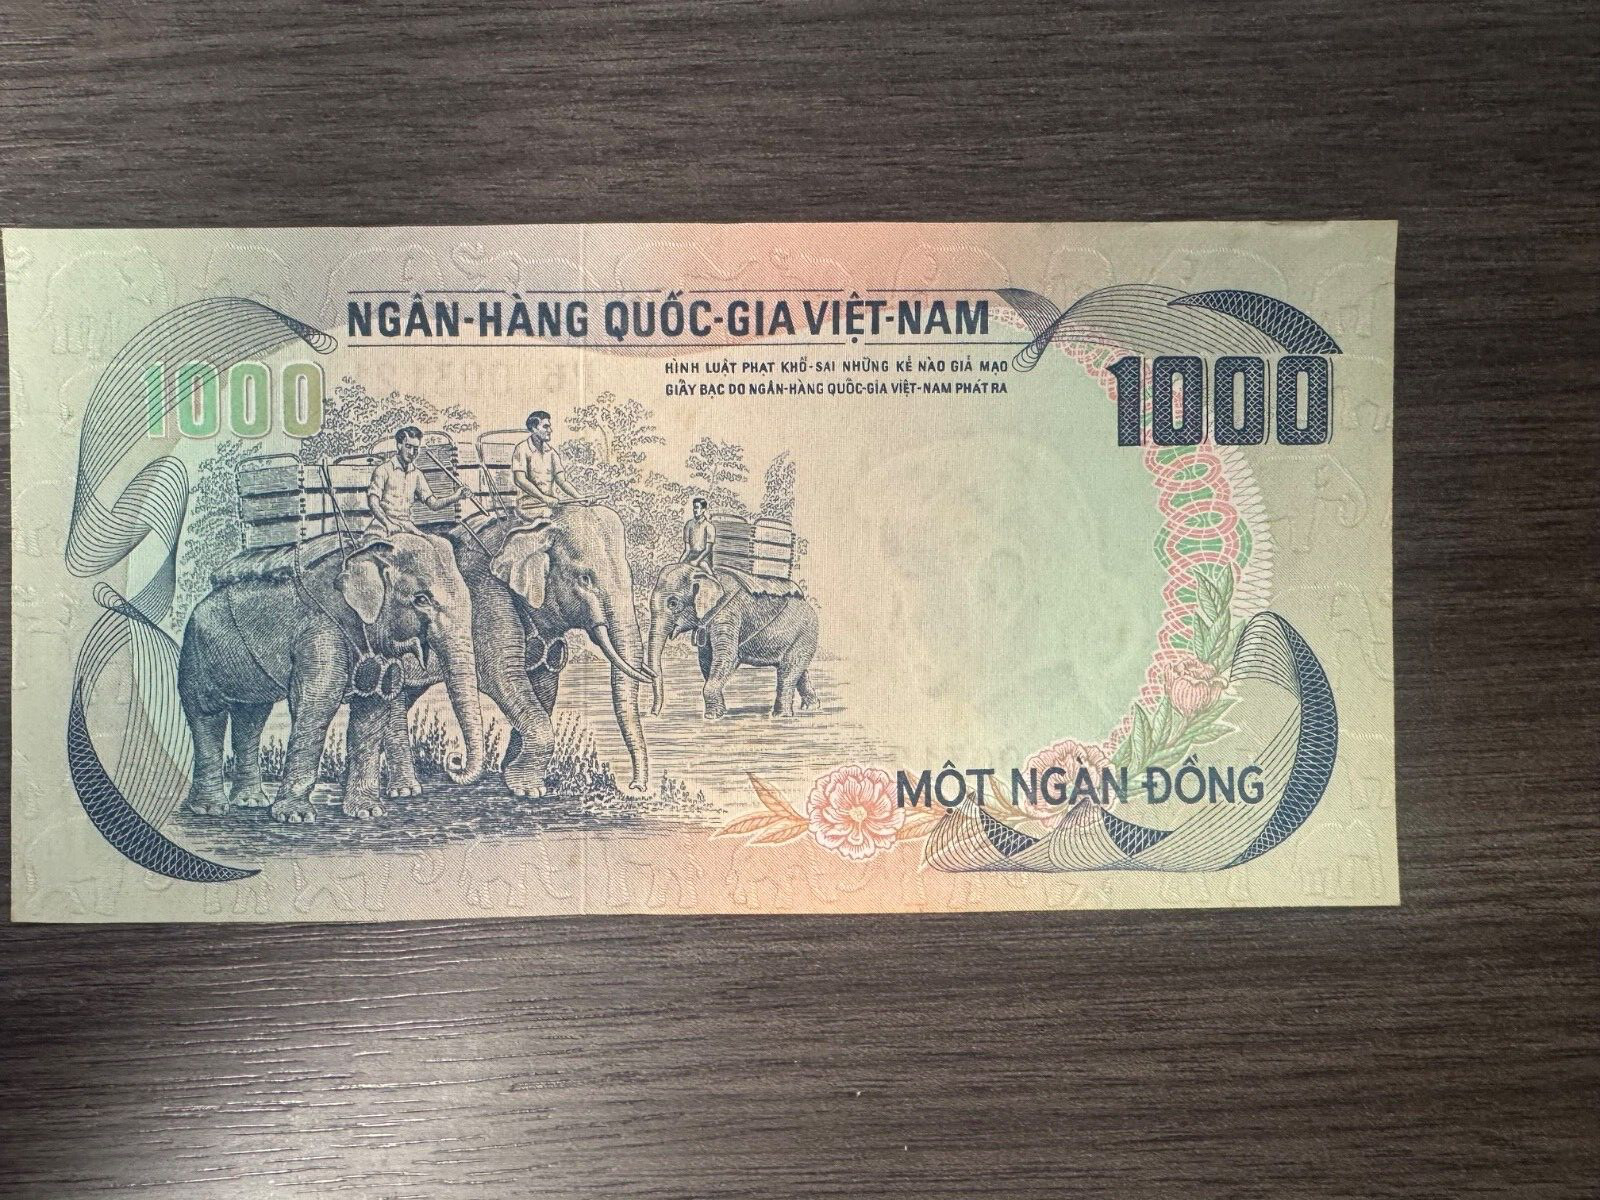 NGÂN-HÀNG QUỐC-GIA VIỆT-NAM
HÌNH LUẬT PHẠT KHỔ-SAI NHỮNG KẺ NÀO GIẢ MẠO
GIẤY BẠC DO NGÂN-HÀNG QUỐC-GIA VIỆT-NAM PHÁT RA
1000
1000
MỘT NGÀN ĐỒNG